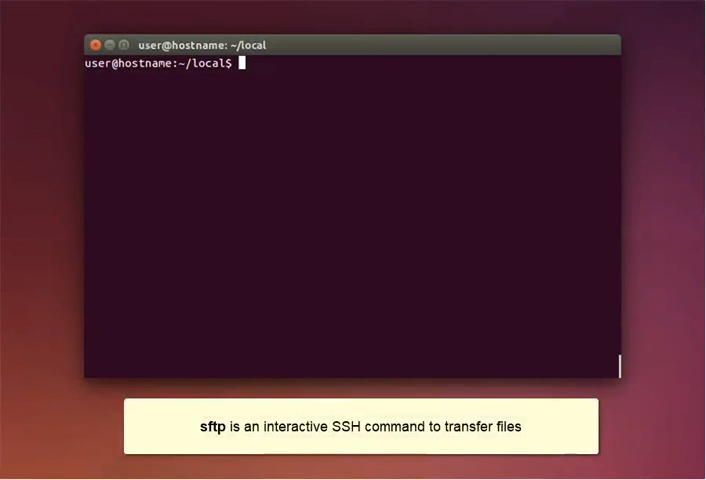 user@hostname: ~/local
user@hostname:~/local$
sftp is an interactive SSH command to transfer files